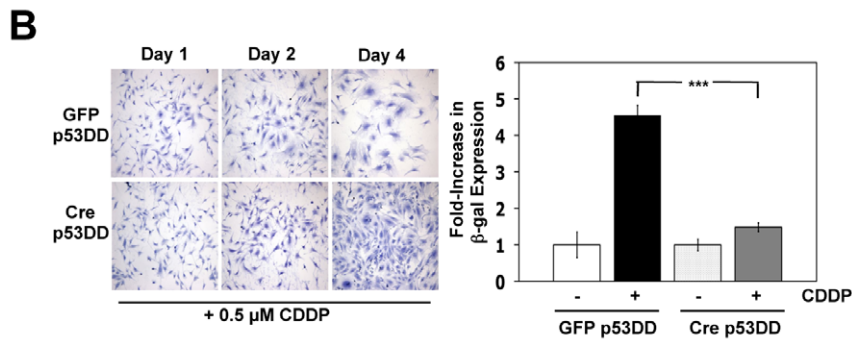 B
Day 1 Day 2 Day 4
GFP
p53DD
Cre
p53DD
+ 0.5 µM CDDP
Fold-Increase in
β-gal Expression
6
5
4
3
2
1
0
***
- + - + CDDP
GFP p53DD Cre p53DD